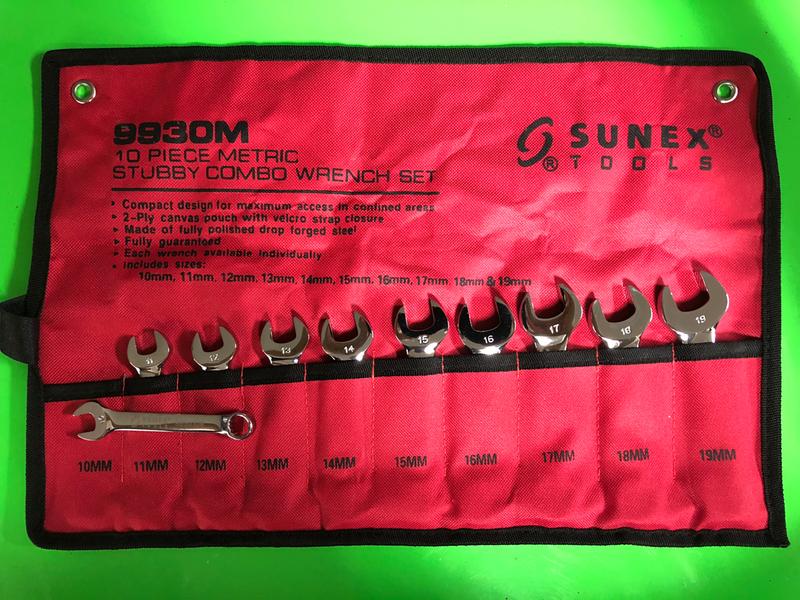 9930M
10 PIECE METRIC
STUBBY COMBO WRENCH SET
SUNEX®
® TOOLS
Compact design for maximum access in confined areas
2-Ply canvas pouch with velcro strap closure
Made of fully polished drop forged steel
Fully guaranteed
Each wrench available individually
Includes sizes:
10mm, 11mm, 12mm, 13mm, 14mm, 15mm, 16mm, 17mm, 18mm & 19mm
11 12 13 14 15 16 17 18 19
10MM 11MM 12MM 13MM 14MM 15MM 16MM 17MM 18MM 19MM